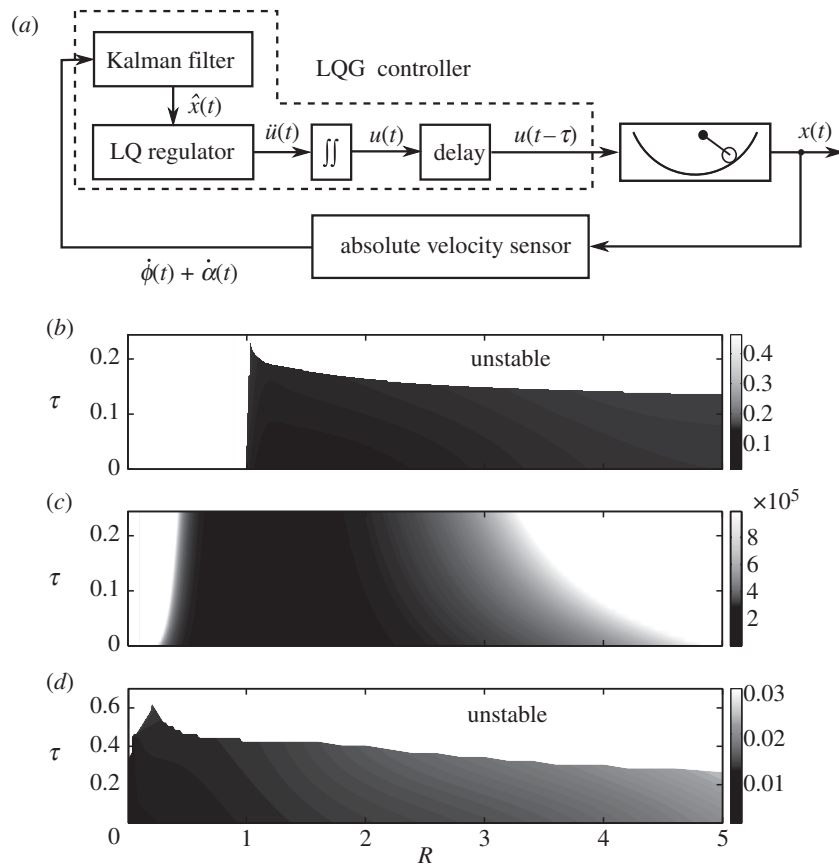 (a)
Kalman filter
LQG controller
x̂(t)
LQ regulator
ü(t)
∬
u(t)
delay
u(t–τ)
x(t)
absolute velocity sensor
ϕ̇(t) + α̇(t)
(b)
τ
0.2
0.1
0
unstable
0.4
0.3
0.2
0.1
(c)
τ
0.2
0.1
0
×10⁵
8
6
4
2
(d)
τ
0.6
0.4
0.2
0
unstable
0.03
0.02
0.01
1 2 3 4 5
R